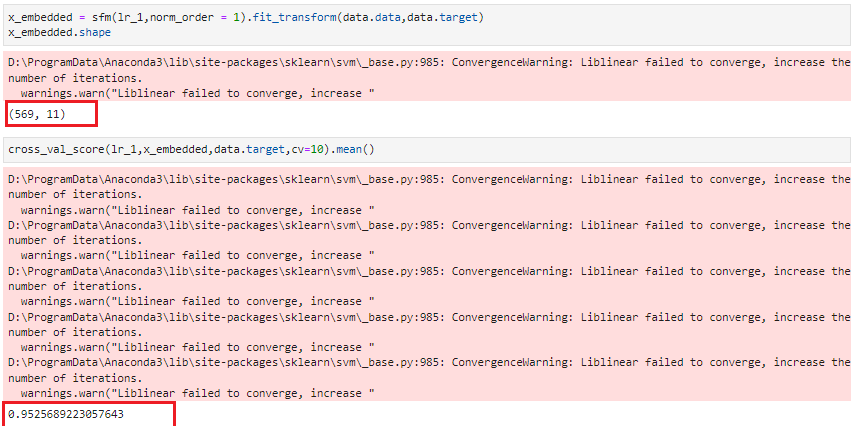 x_embedded = sfm(lr_1,norm_order = 1).fit_transform(data.data,data.target)
x_embedded.shape
D:\ProgramData\Anaconda3\lib\site-packages\sklearn\svm\_base.py:985: ConvergenceWarning: Liblinear failed to converge, increase the
number of iterations.
  warnings.warn("Liblinear failed to converge, increase "
(569, 11)
cross_val_score(lr_1,x_embedded,data.target,cv=10).mean()
D:\ProgramData\Anaconda3\lib\site-packages\sklearn\svm\_base.py:985: ConvergenceWarning: Liblinear failed to converge, increase the
number of iterations.
  warnings.warn("Liblinear failed to converge, increase "
D:\ProgramData\Anaconda3\lib\site-packages\sklearn\svm\_base.py:985: ConvergenceWarning: Liblinear failed to converge, increase the
number of iterations.
  warnings.warn("Liblinear failed to converge, increase "
D:\ProgramData\Anaconda3\lib\site-packages\sklearn\svm\_base.py:985: ConvergenceWarning: Liblinear failed to converge, increase the
number of iterations.
  warnings.warn("Liblinear failed to converge, increase "
D:\ProgramData\Anaconda3\lib\site-packages\sklearn\svm\_base.py:985: ConvergenceWarning: Liblinear failed to converge, increase the
number of iterations.
  warnings.warn("Liblinear failed to converge, increase "
D:\ProgramData\Anaconda3\lib\site-packages\sklearn\svm\_base.py:985: ConvergenceWarning: Liblinear failed to converge, increase the
number of iterations.
  warnings.warn("Liblinear failed to converge, increase "
0.9525689223057643